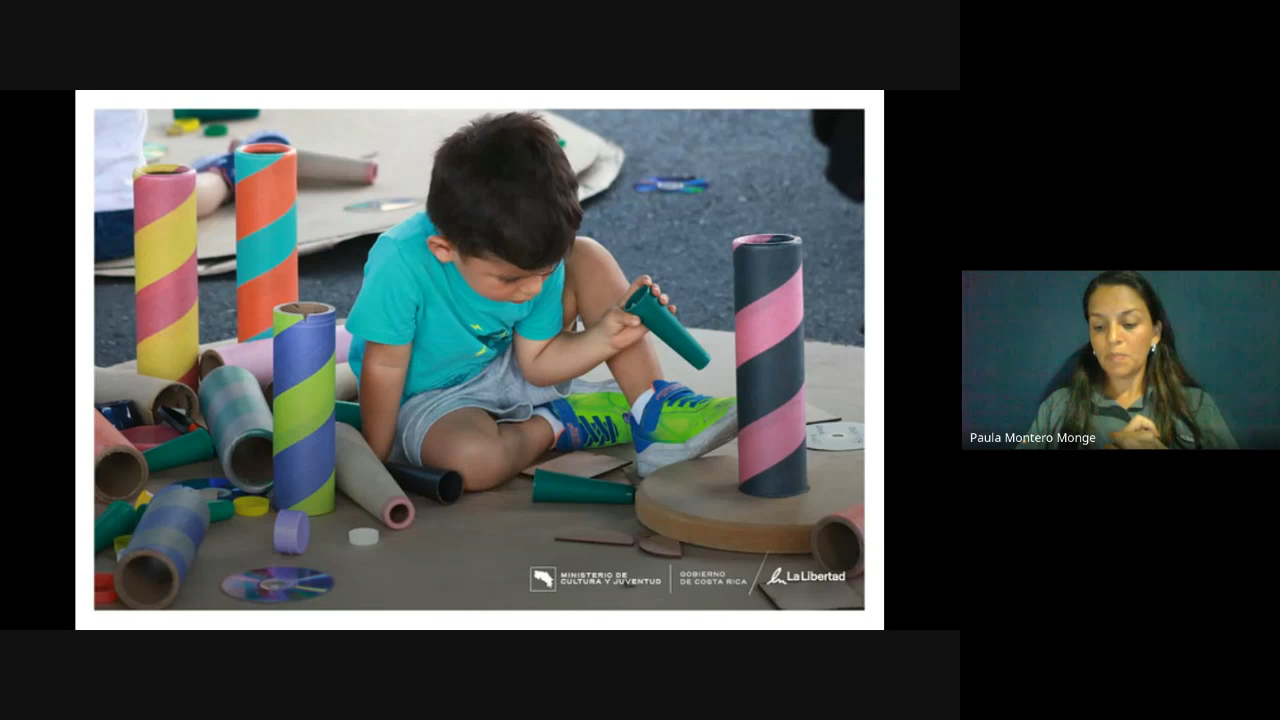 MINISTERIO DE
CULTURA Y JUVENTUD
GOBIERNO
DE COSTA RICA
La Libertad
Paula Montero Monge